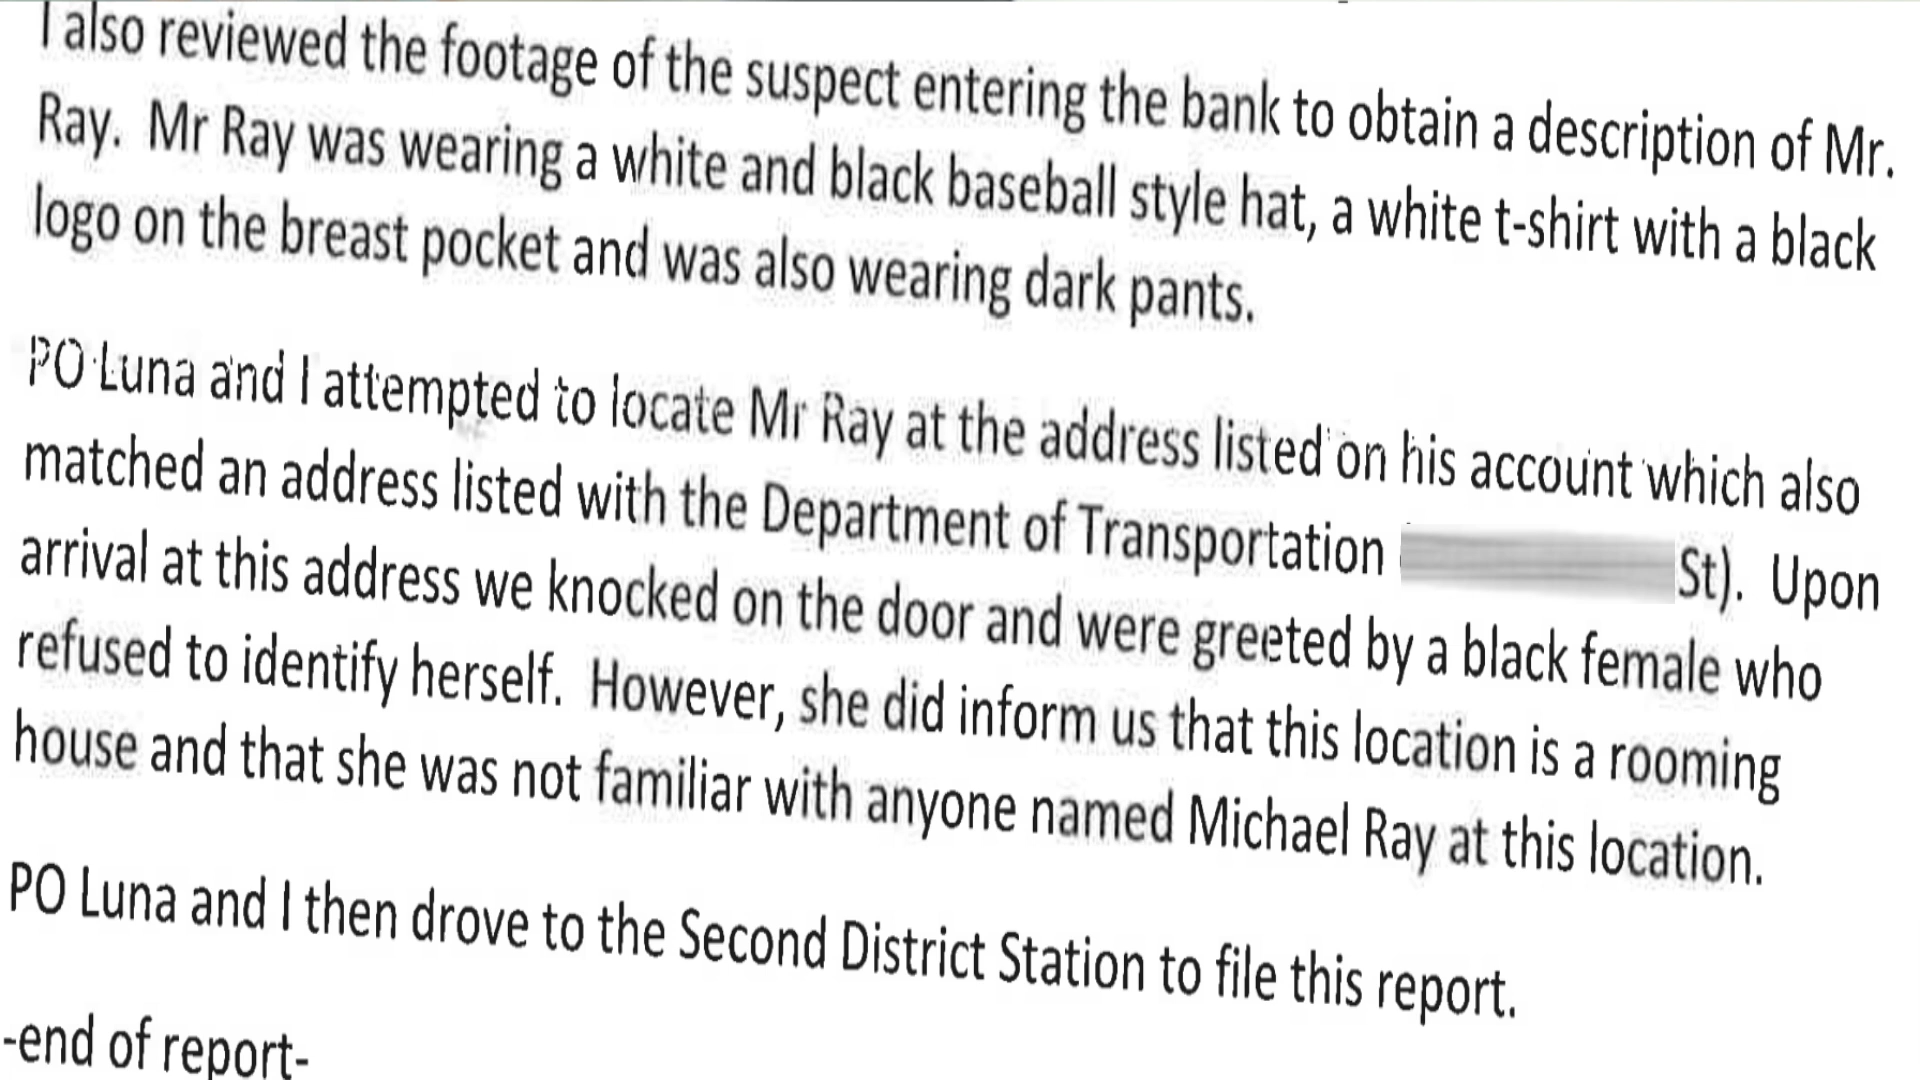 I also reviewed the footage of the suspect entering the bank to obtain a description of Mr.
Ray.  Mr Ray was wearing a white and black baseball style hat, a white t-shirt with a black
logo on the breast pocket and was also wearing dark pants.
PO Luna and I attempted to locate Mr Ray at the address listed on his account which also
matched an address listed with the Department of Transportation St).  Upon
arrival at this address we knocked on the door and were greeted by a black female who
refused to identify herself.  However, she did inform us that this location is a rooming
house and that she was not familiar with anyone named Michael Ray at this location.
PO Luna and I then drove to the Second District Station to file this report.
-end of report-